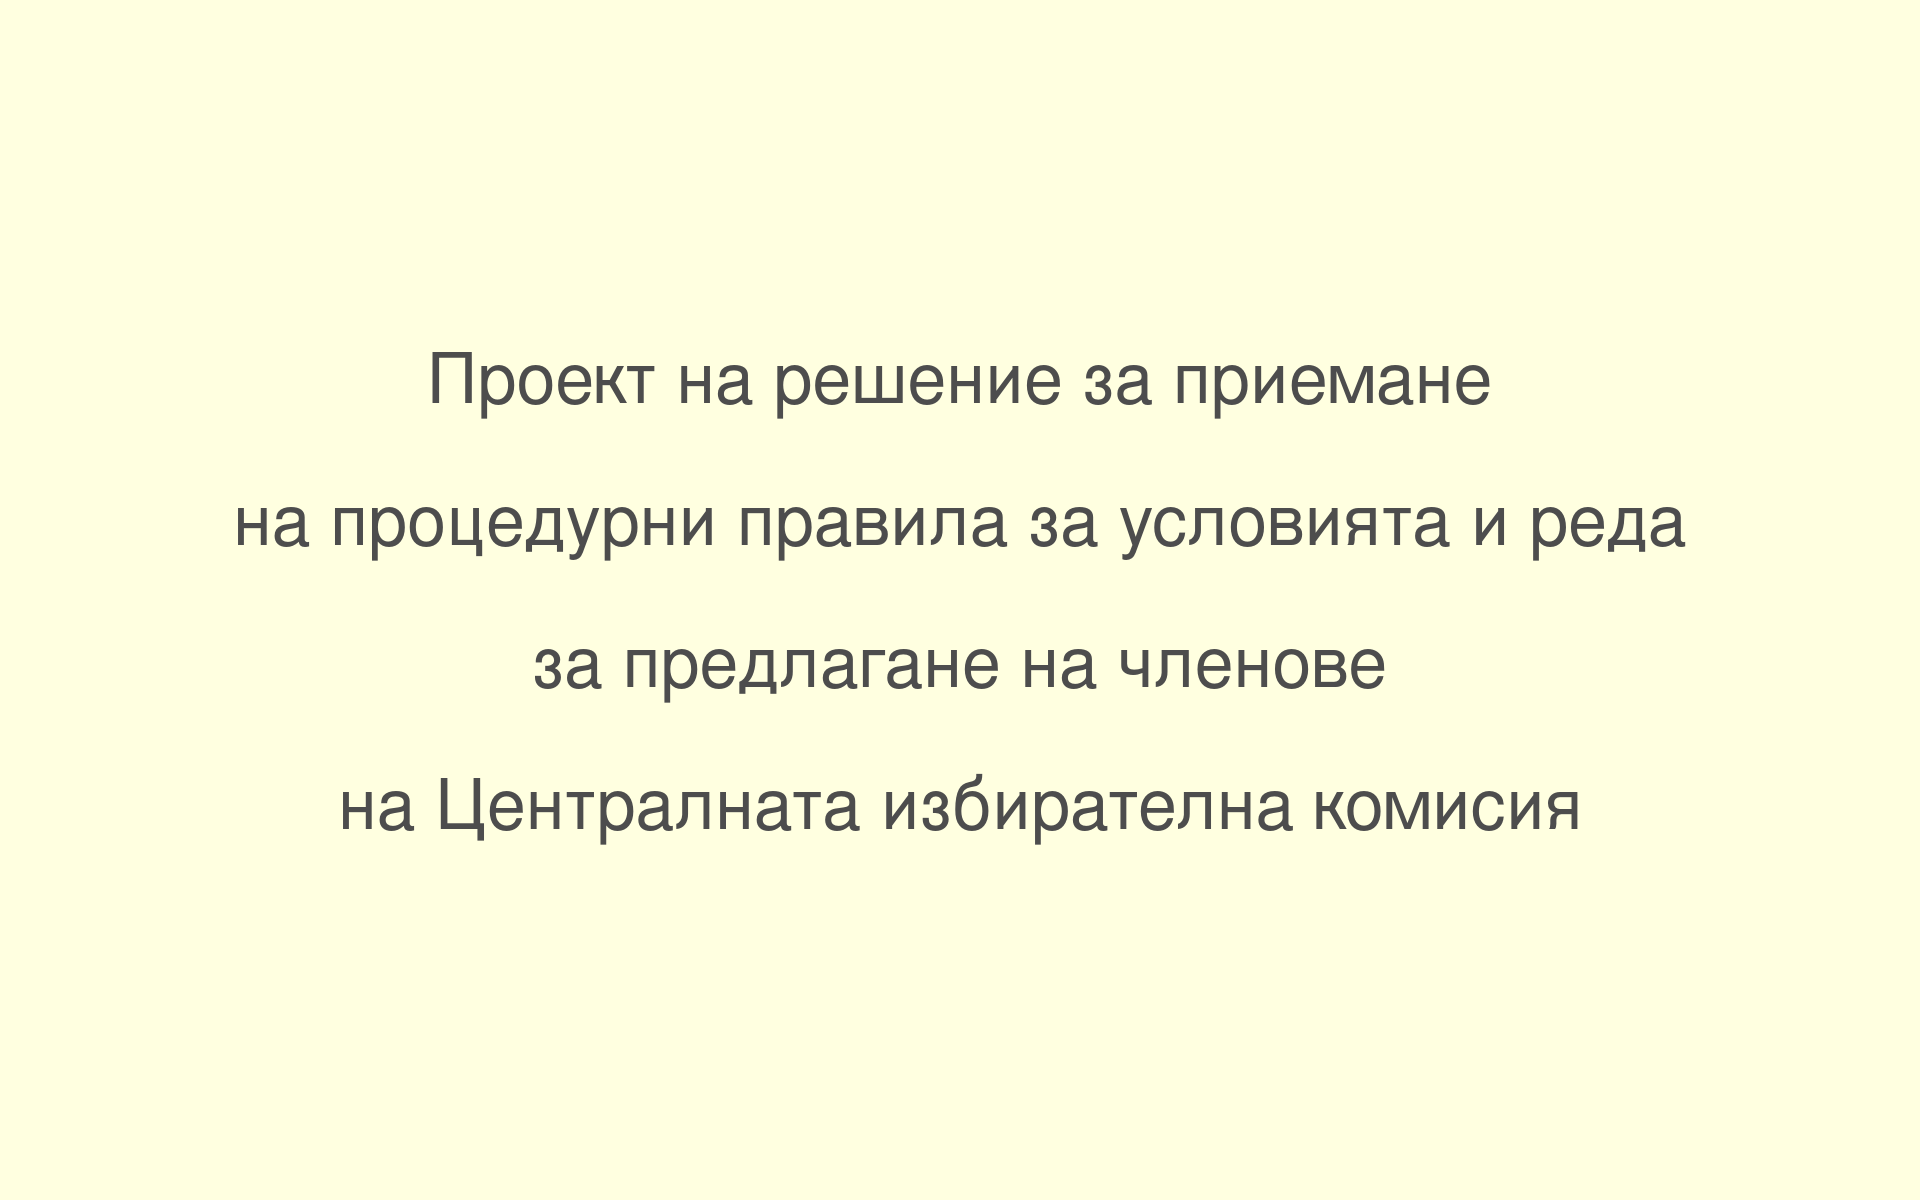 Проект на решение за приемане
на процедурни правила за условията и реда
за предлагане на членове
на Централната избирателна комисия